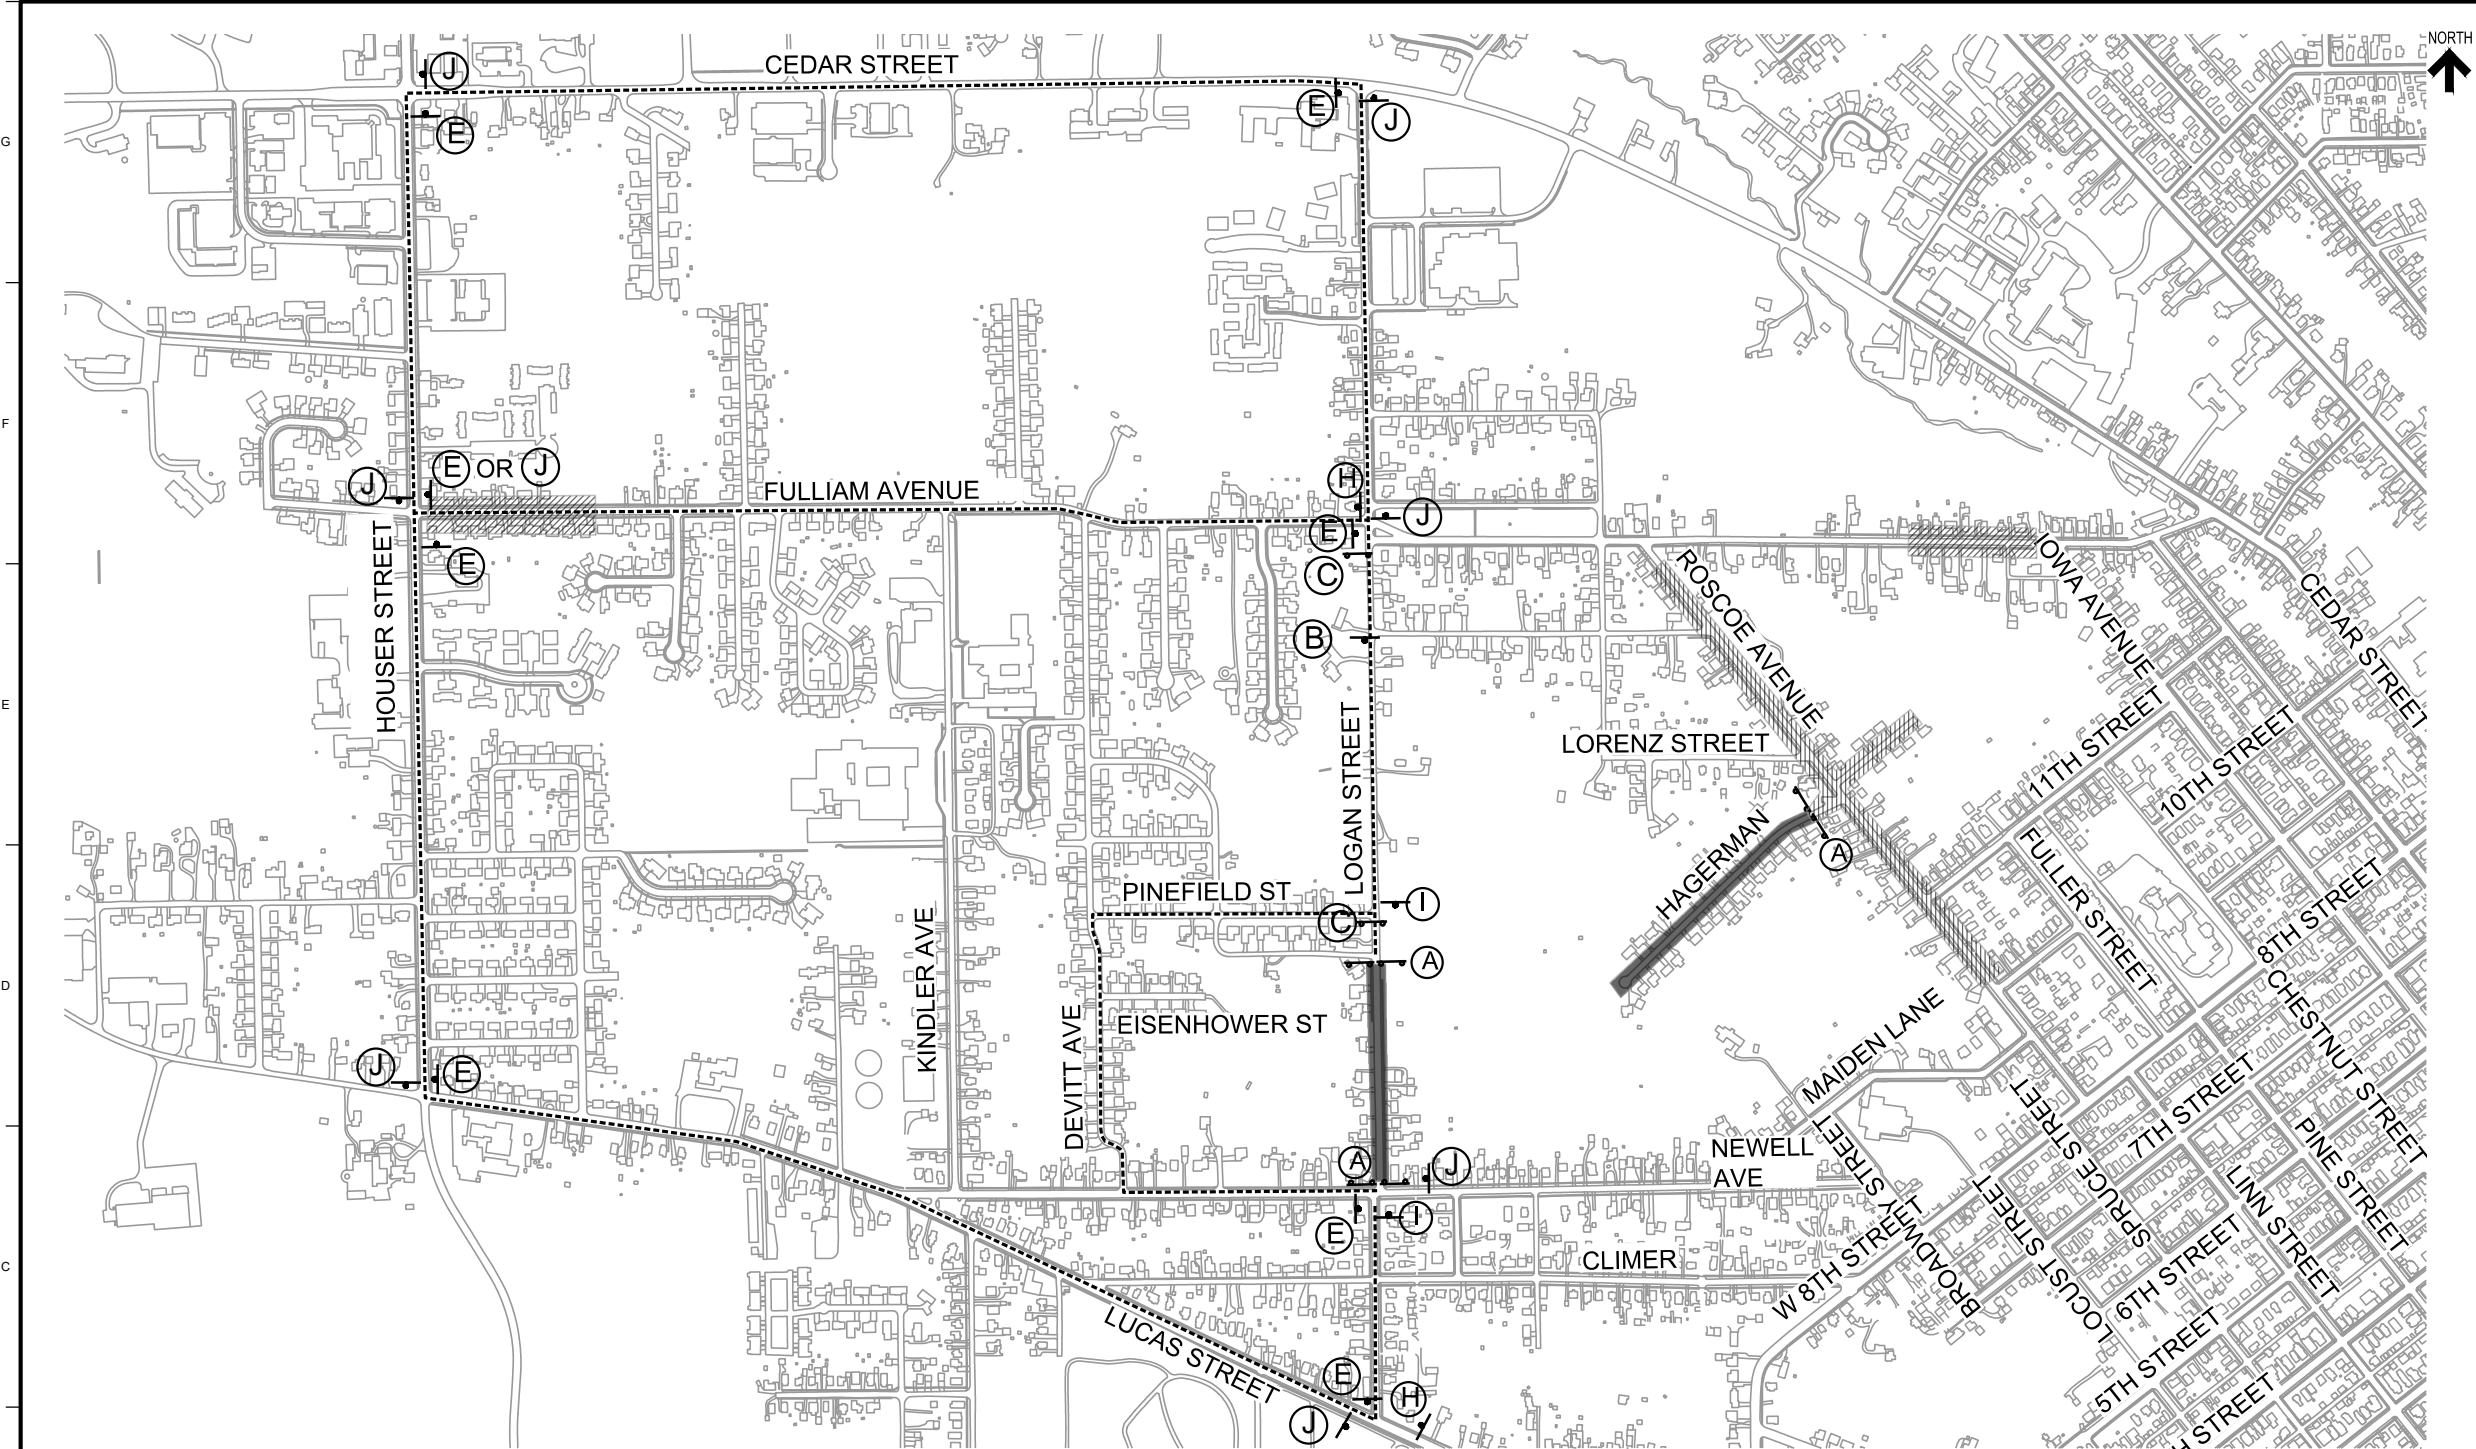 NORTH
CEDAR STREET
J
E
E
J
G
F
H
E OR J
J
FULLIAM AVENUE
J
E
E
C
IOWA AVENUE
ROSCOE AVENUE
CEDAR STREET
HOUSER STREET
B
E
LOGAN STREET
LORENZ STREET
11TH STREET
10TH STREET
HAGERMAN
A
FULLER STREET
8TH STREET
PINEFIELD ST
I
C
KINDLER AVE
A
D
CHESTNUT STREET
EISENHOWER ST
DEVITT AVE
MAIDEN LANE
J
E
7TH STREET
SPRUCE STREET
PINE STREET
NEWELL
AVE
A
J
BROADWAY STREET
LOCUST STREET
LINN STREET
I
E
W 8TH STREET
6TH STREET
C
CLIMER
LUCAS STREET
5TH STREET
E
H
J
H STREET